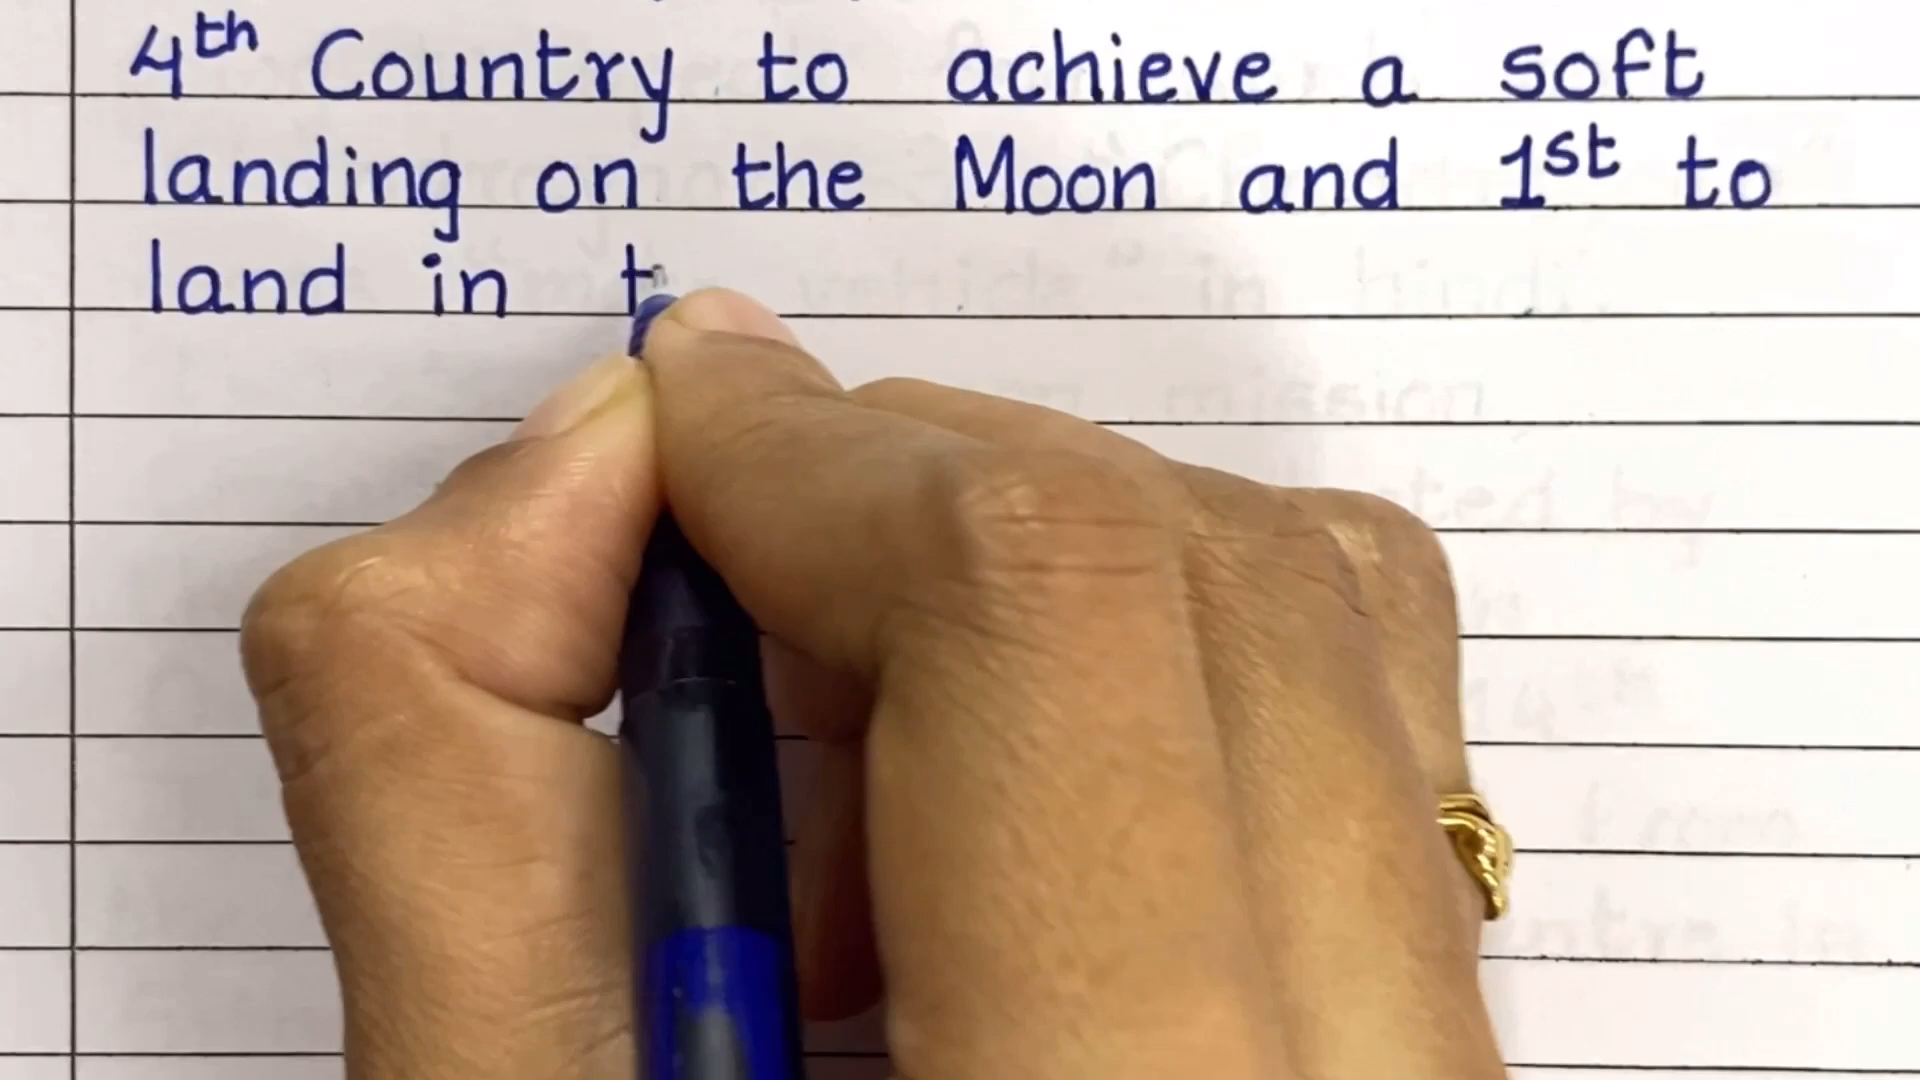 4th Country to achieve a soft
landing on the Moon and 1st to
land in